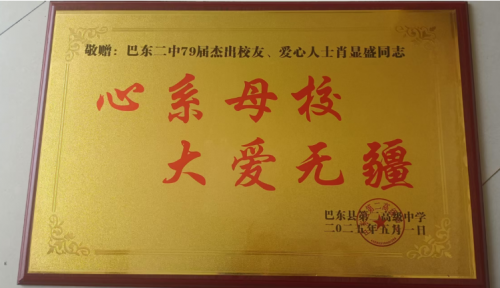 敬赠：巴东二中79届杰出校友、爱心人士肖显盛同志
心系母校
大爱无疆
巴东县第二高级中学
二〇二五年五月一日